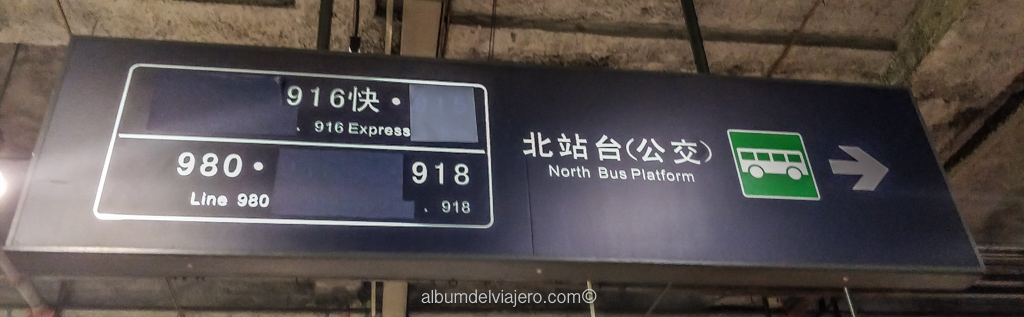 916快 •
、916 Express
980 • 918
Line 980 、918
北站台(公交)
North Bus Platform
albumdelviajero.com©